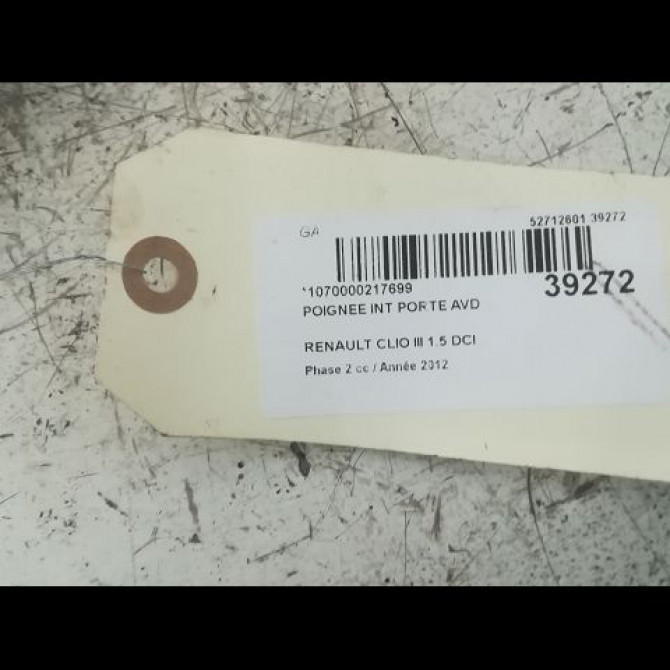 GA
52712601 39272
*1070000217699
39272
POIGNEE INT PORTE AVD
RENAULT CLIO III 1.5 DCI
Phase 2 cc / Année 2012